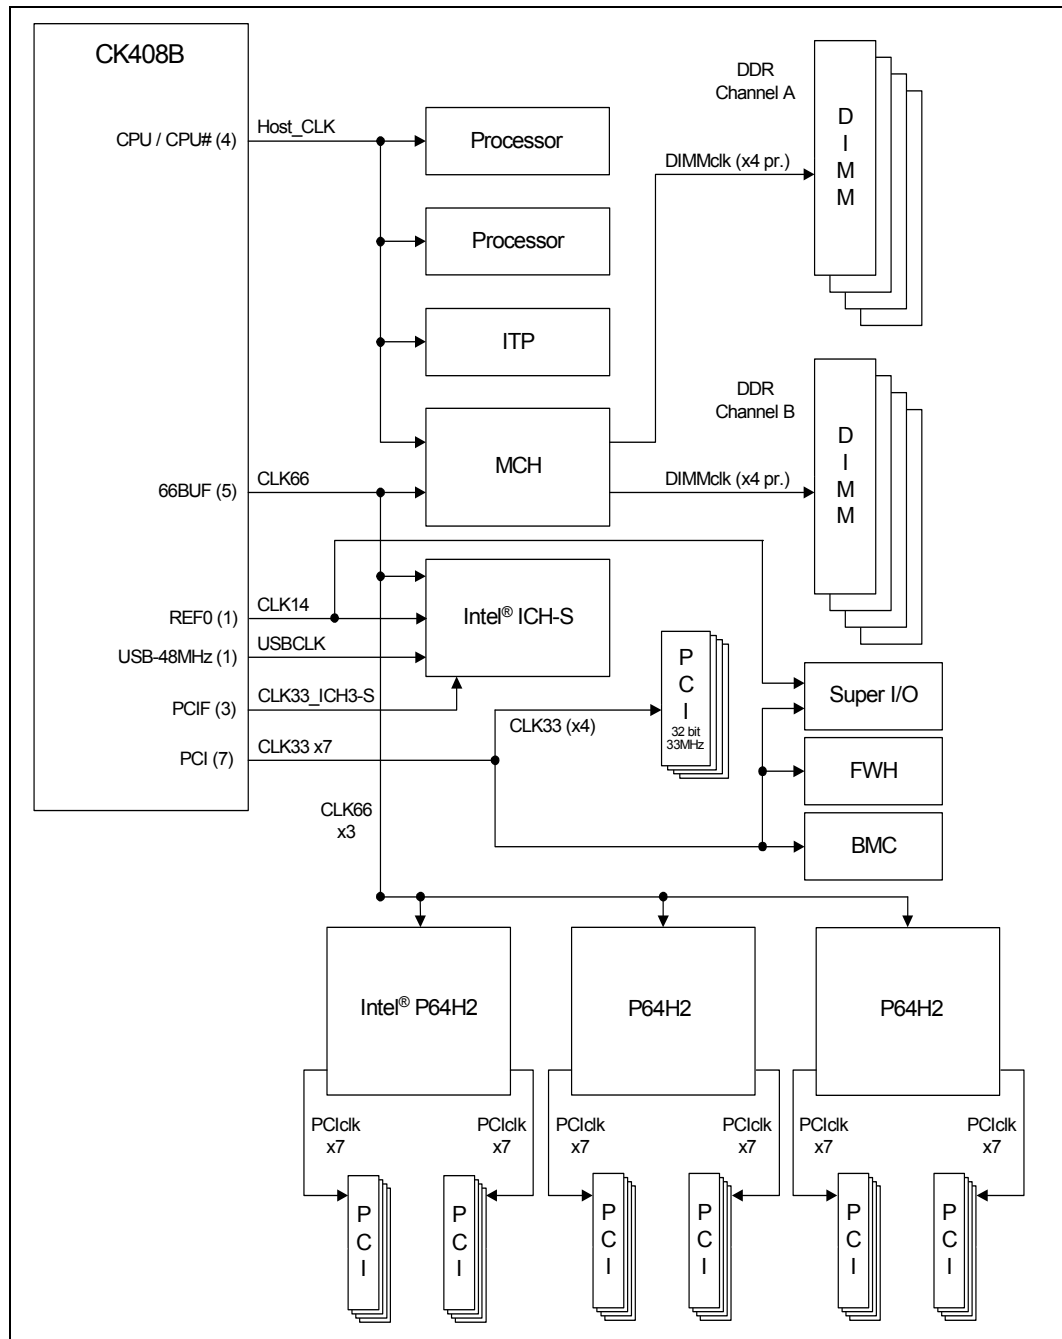 CK408B
DDR
Channel A
CPU / CPU# (4)
Host_CLK
Processor
D
I
M
M
DIMMclk (x4 pr.)
Processor
ITP
DDR
Channel B
MCH
D
I
M
M
66BUF (5)
CLK66
DIMMclk (x4 pr.)
REF0 (1)
CLK14
Intel® ICH-S
USB-48MHz (1)
USBCLK
PCIF (3)
CLK33_ICH3-S
P
C
I
32 bit
33MHz
Super I/O
CLK33 (x4)
PCI (7)
CLK33 x7
FWH
CLK66
x3
BMC
Intel® P64H2
P64H2
P64H2
PCIclk
x7
PCIclk
x7
PCIclk
x7
PCIclk
x7
PCIclk
x7
PCIclk
x7
P
C
I
P
C
I
P
C
I
P
C
I
P
C
I
P
C
I